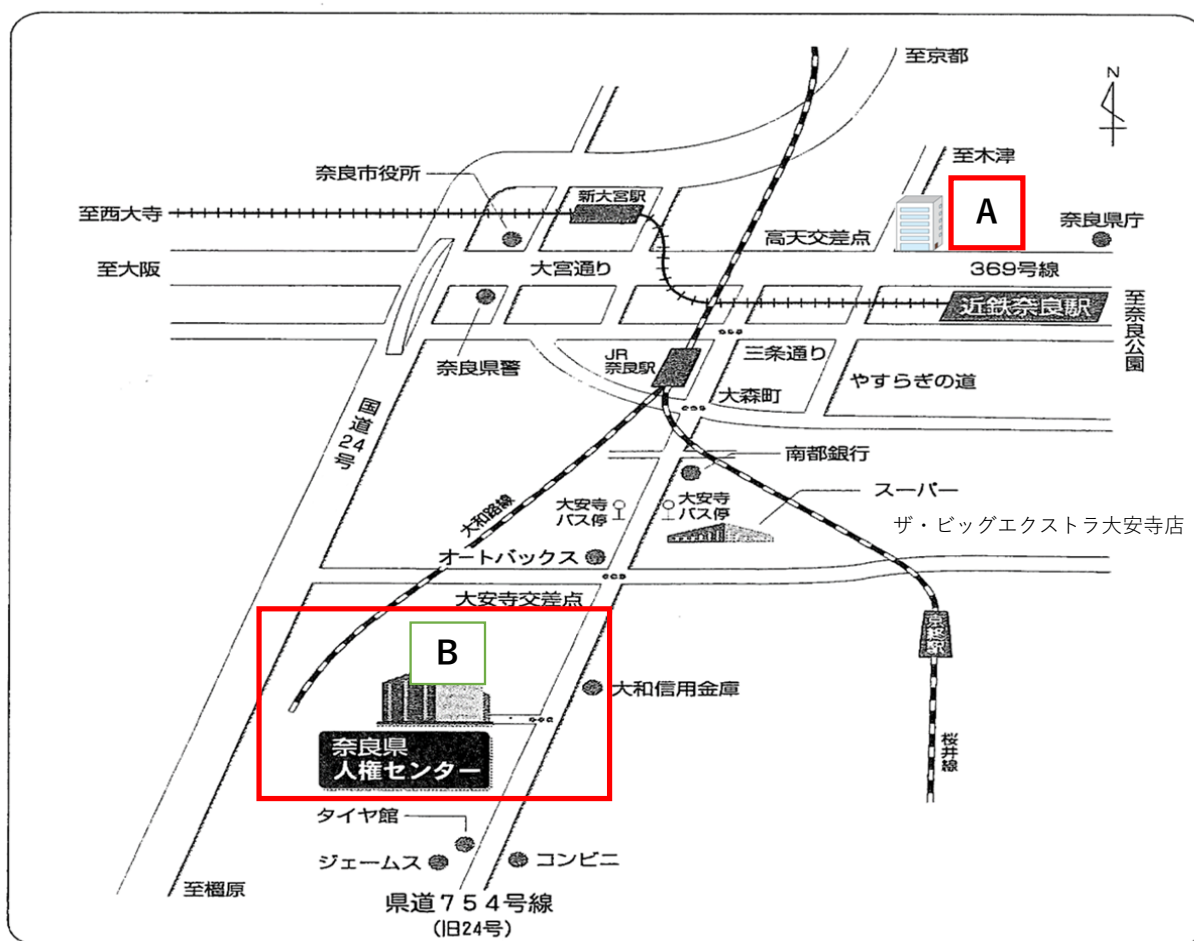 至京都
N
至木津
奈良市役所
新大宮駅
A
至西大寺
高天交差点
奈良県庁
至大阪
大宮通り
369号線
近鉄奈良駅
至奈良公園
奈良県警
JR
奈良駅
三条通り
やすらぎの道
大森町
国道24号
南都銀行
大和路線
大安寺
バス停
大安寺
バス停
スーパー
ザ・ビッグエクストラ大安寺店
オートバックス
大安寺交差点
京終駅
B
大和信用金庫
奈良県
人権センター
桜井線
タイヤ館
ジェームス
コンビニ
至橿原
県道754号線
(旧24号)